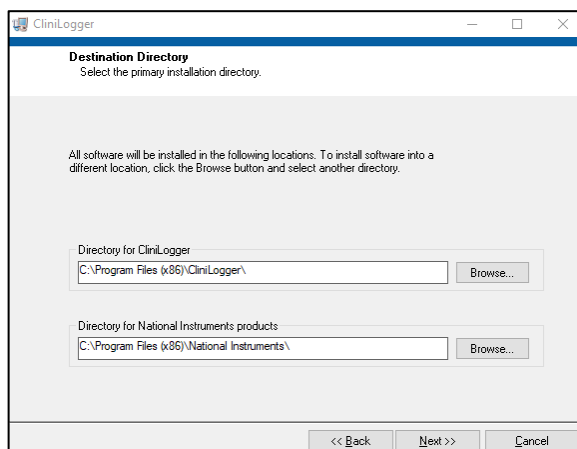 CliniLogger
Destination Directory
Select the primary installation directory.
All software will be installed in the following locations. To install software into a
different location, click the Browse button and select another directory.
Directory for CliniLogger
C:\Program Files (x86)\CliniLogger\
Browse...
Directory for National Instruments products
C:\Program Files (x86)\National Instruments\
Browse...
<< Back
Next >>
Cancel